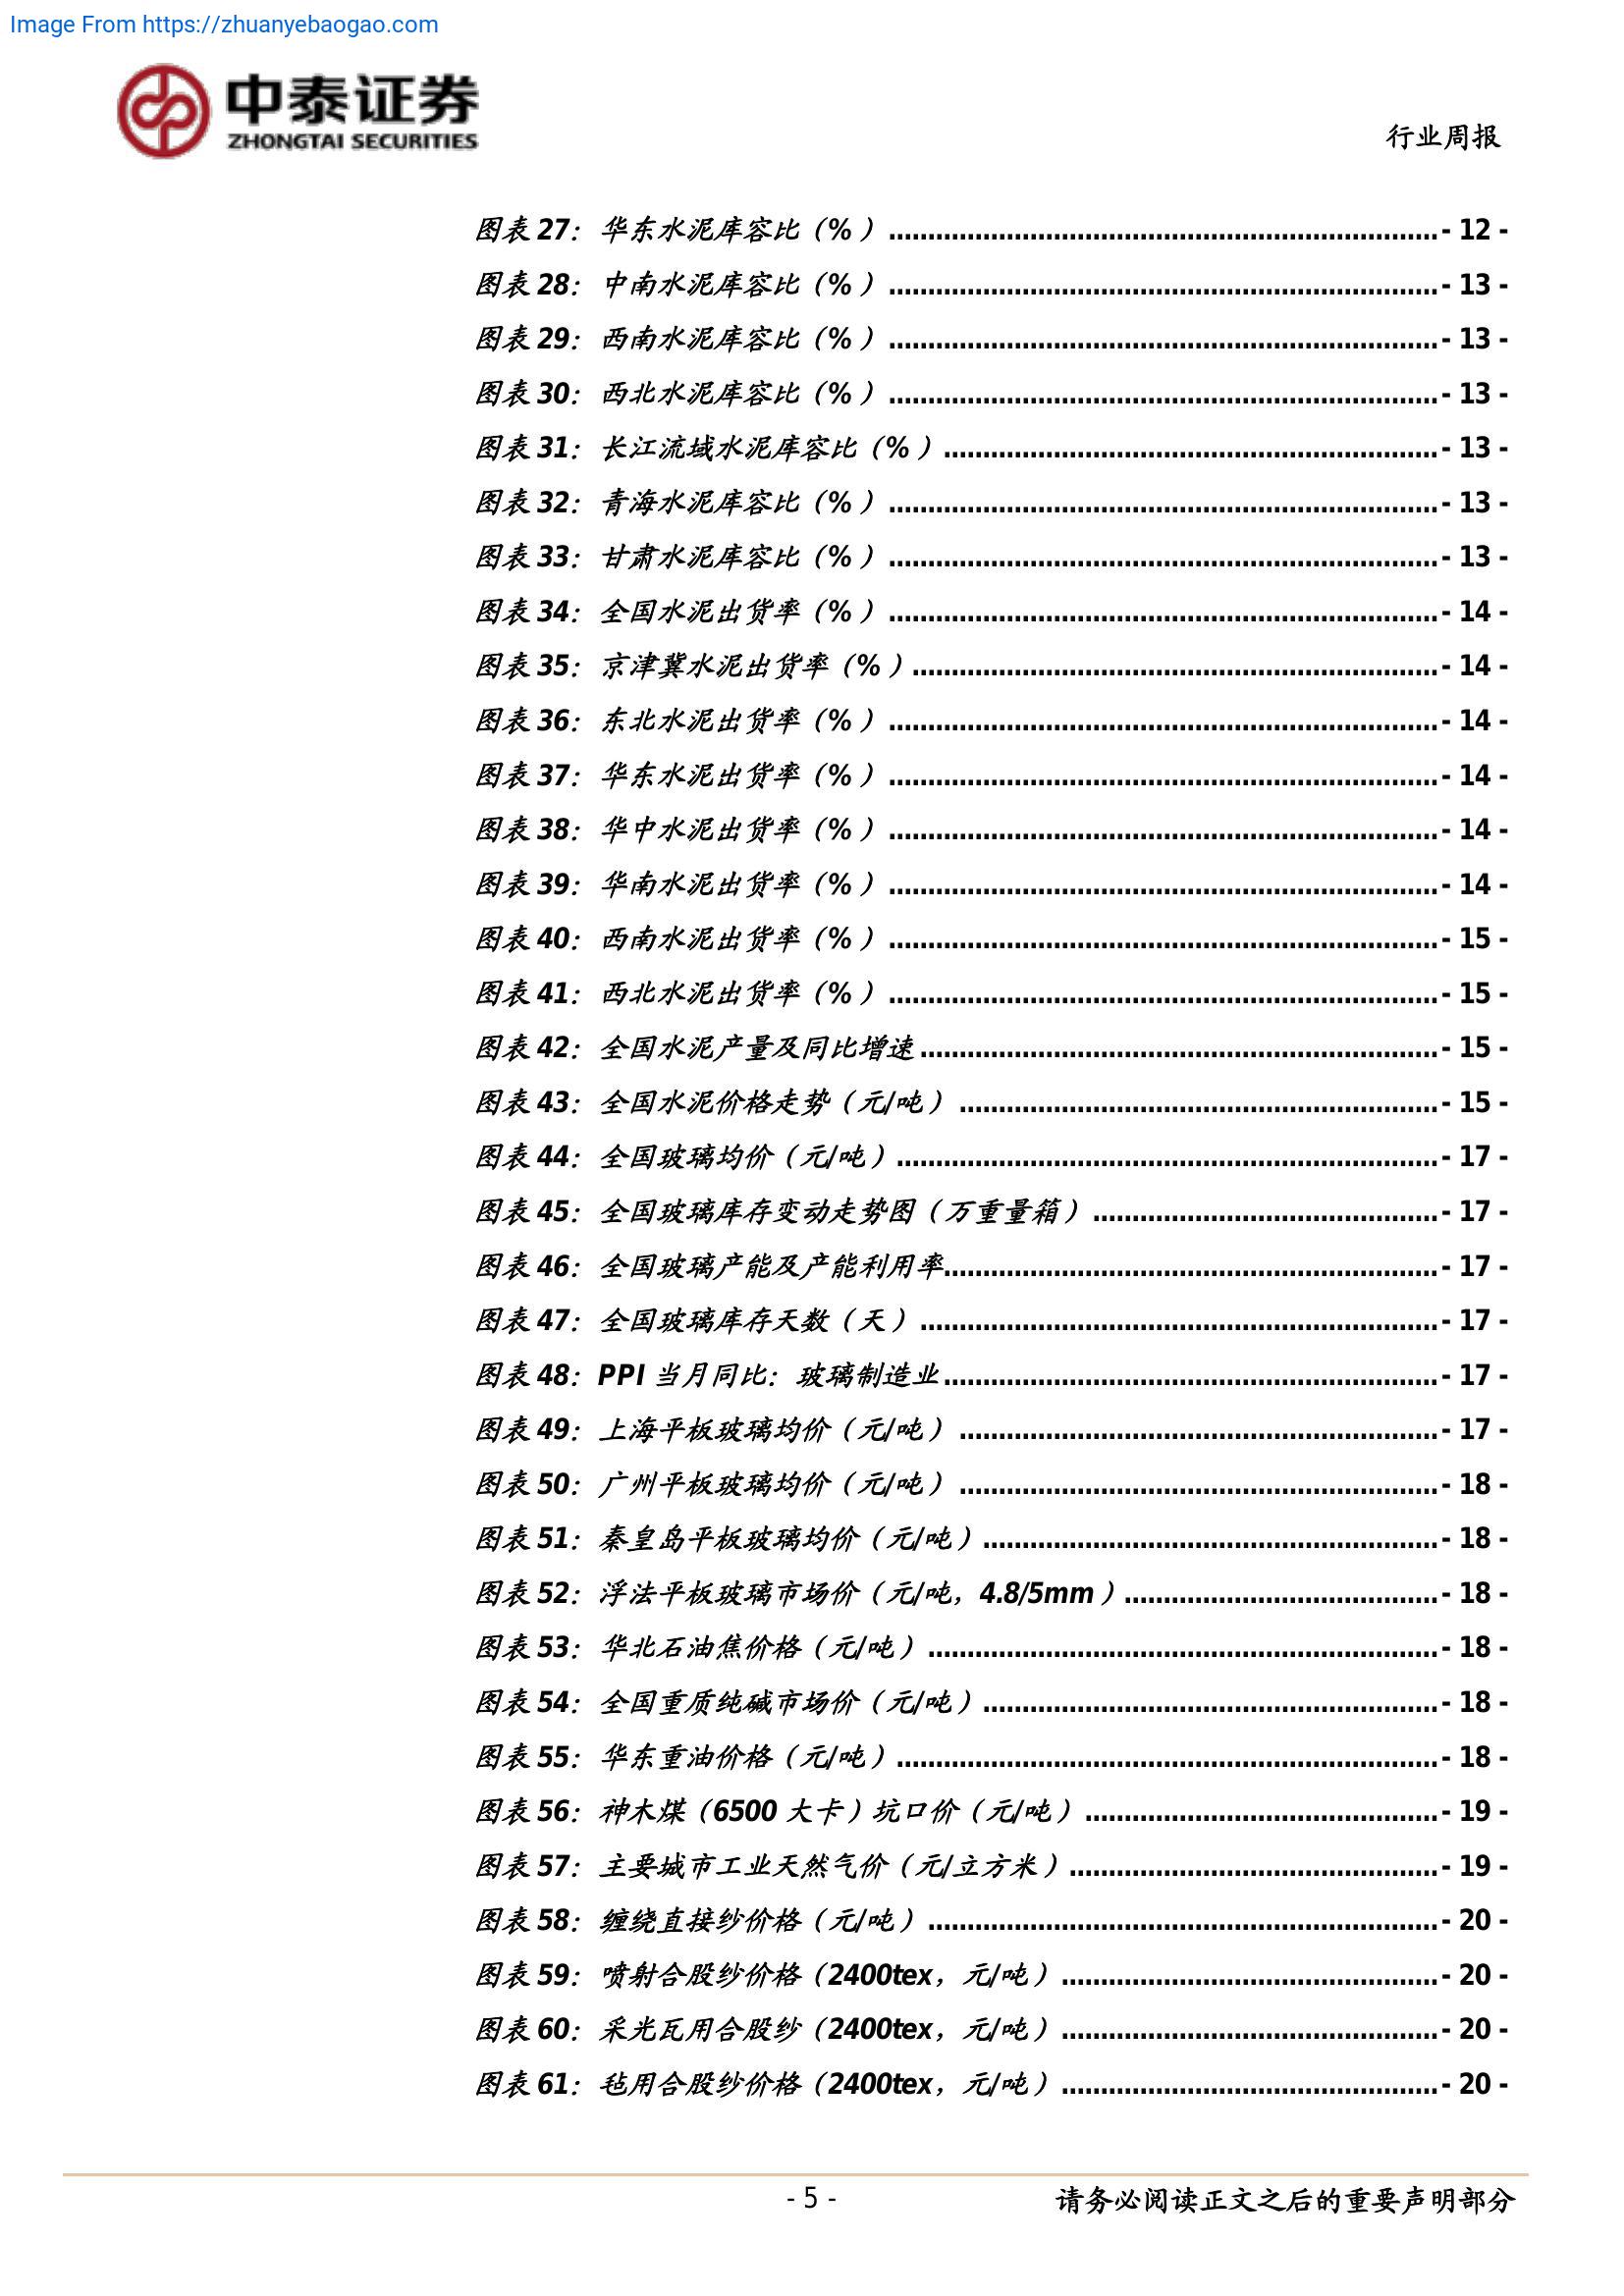 Image From https://zhuanyebaogao.com
中泰证券
ZHONGTAI SECURITIES
行业周报
图表 27：华东水泥库容比（%）........................................ - 12 -
图表 28：中南水泥库容比（%）........................................ - 13 -
图表 29：西南水泥库容比（%）........................................ - 13 -
图表 30：西北水泥库容比（%）........................................ - 13 -
图表 31：长江流域水泥库容比（%）........................................ - 13 -
图表 32：青海水泥库容比（%）........................................ - 13 -
图表 33：甘肃水泥库容比（%）........................................ - 13 -
图表 34：全国水泥出货率（%）........................................ - 14 -
图表 35：京津冀水泥出货率（%）........................................ - 14 -
图表 36：东北水泥出货率（%）........................................ - 14 -
图表 37：华东水泥出货率（%）........................................ - 14 -
图表 38：华中水泥出货率（%）........................................ - 14 -
图表 39：华南水泥出货率（%）........................................ - 14 -
图表 40：西南水泥出货率（%）........................................ - 15 -
图表 41：西北水泥出货率（%）........................................ - 15 -
图表 42：全国水泥产量及同比增速........................................ - 15 -
图表 43：全国水泥价格走势（元/吨）........................................ - 15 -
图表 44：全国玻璃均价（元/吨）........................................ - 17 -
图表 45：全国玻璃库存变动走势图（万重量箱）........................................ - 17 -
图表 46：全国玻璃产能及产能利用率........................................ - 17 -
图表 47：全国玻璃库存天数（天）........................................ - 17 -
图表 48：PPI 当月同比：玻璃制造业........................................ - 17 -
图表 49：上海平板玻璃均价（元/吨）........................................ - 17 -
图表 50：广州平板玻璃均价（元/吨）........................................ - 18 -
图表 51：秦皇岛平板玻璃均价（元/吨）........................................ - 18 -
图表 52：浮法平板玻璃市场价（元/吨，4.8/5mm）........................................ - 18 -
图表 53：华北石油焦价格（元/吨）........................................ - 18 -
图表 54：全国重质纯碱市场价（元/吨）........................................ - 18 -
图表 55：华东重油价格（元/吨）........................................ - 18 -
图表 56：神木煤（6500 大卡）坑口价（元/吨）........................................ - 19 -
图表 57：主要城市工业天然气价（元/立方米）........................................ - 19 -
图表 58：缠绕直接纱价格（元/吨）........................................ - 20 -
图表 59：喷射合股纱价格（2400tex，元/吨）........................................ - 20 -
图表 60：采光瓦用合股纱（2400tex，元/吨）........................................ - 20 -
图表 61：毡用合股纱价格（2400tex，元/吨）........................................ - 20 -
- 5 -
请务必阅读正文之后的重要声明部分